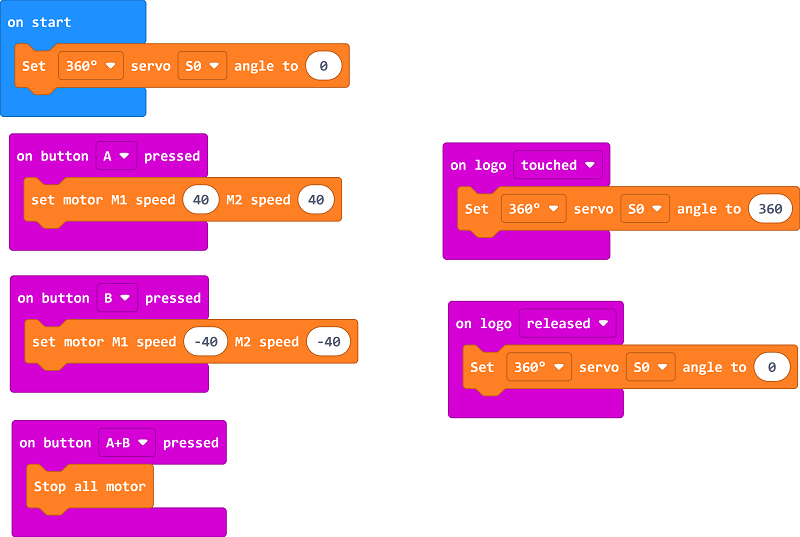 on start
Set 360° servo S0 angle to 0
on button A pressed
set motor M1 speed 40 M2 speed 40
on button B pressed
set motor M1 speed -40 M2 speed -40
on button A+B pressed
Stop all motor
on logo touched
Set 360° servo S0 angle to 360
on logo released
Set 360° servo S0 angle to 0